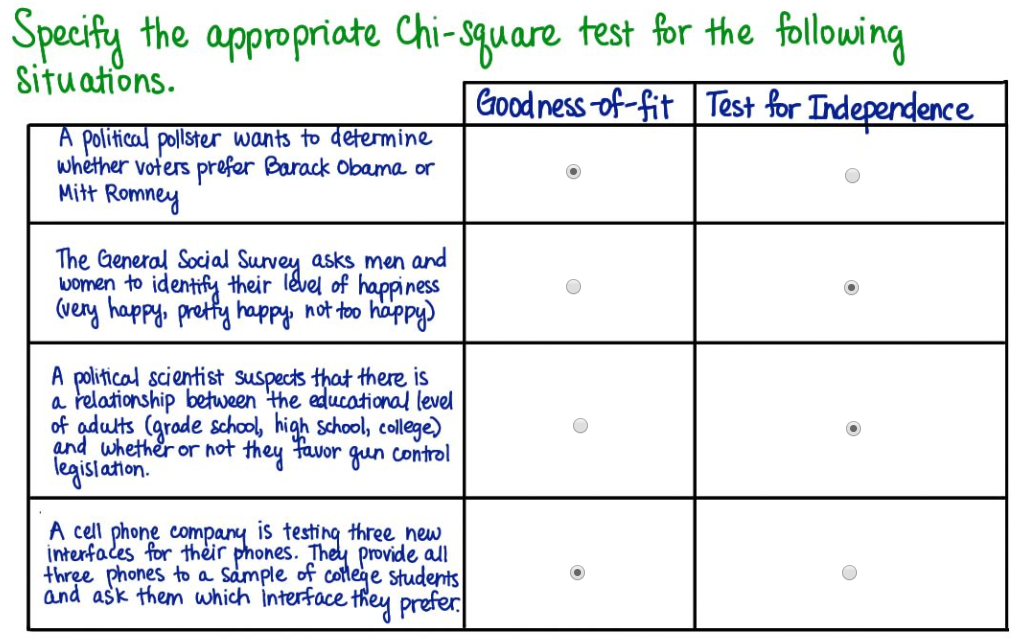 Specify the appropriate Chi-square test for the following
situations.
Goodness-of-fit
Test for Independence
A political pollster wants to determine
whether voters prefer Barack Obama or
Mitt Romney
The General Social Survey asks men and
women to identify their level of happiness
(very happy, pretty happy, not too happy)
A political scientist suspects that there is
a relationship between the educational level
of adults (grade school, high school, college)
and whether or not they favor gun control
legislation.
A cell phone company is testing three new
interfaces for their phones. They provide all
three phones to a sample of college students
and ask them which interface they prefer.